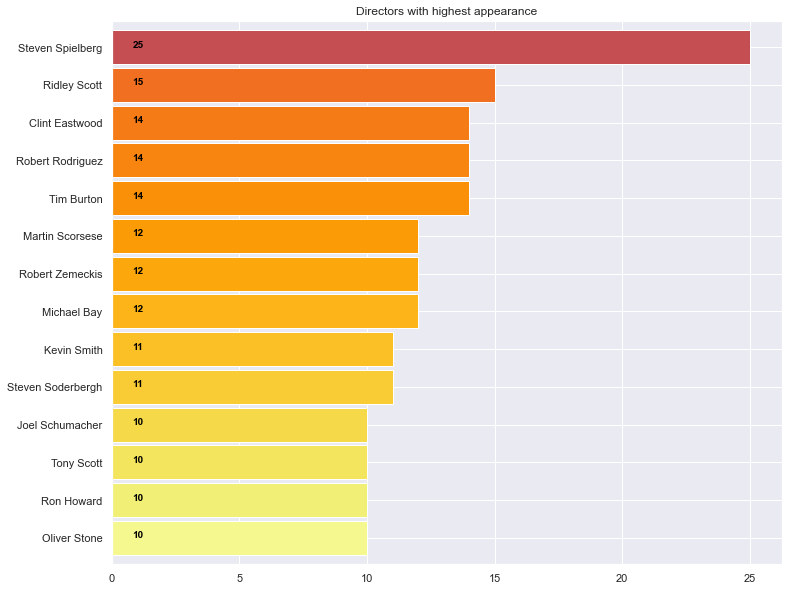 Directors with highest appearance
Steven Spielberg 25
Ridley Scott 15
Clint Eastwood 14
Robert Rodriguez 14
Tim Burton 14
Martin Scorsese 12
Robert Zemeckis 12
Michael Bay 12
Kevin Smith 11
Steven Soderbergh 11
Joel Schumacher 10
Tony Scott 10
Ron Howard 10
Oliver Stone 10
0 5 10 15 20 25